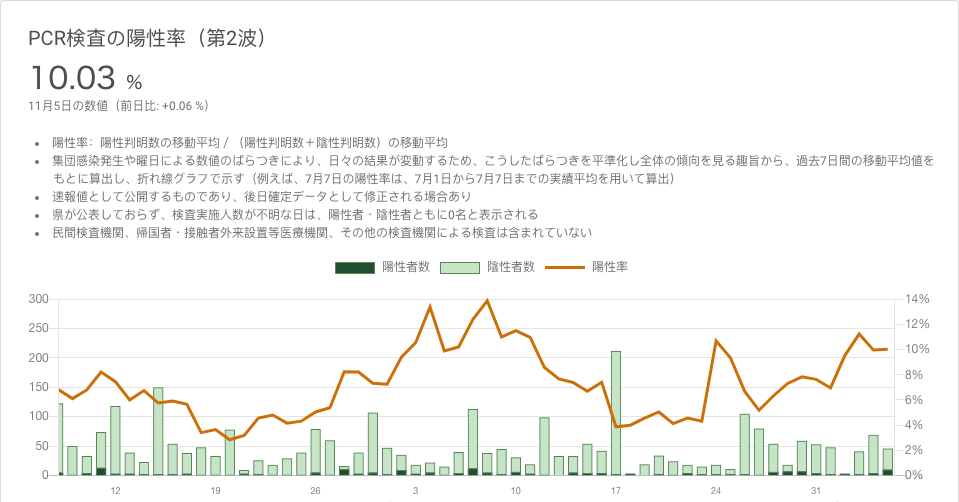 PCR検査の陽性率（第2波）
10.03 %
11月5日の数値（前日比: +0.06 %）
• 陽性率：陽性判明数の移動平均 / （陽性判明数＋陰性判明数）の移動平均
• 集団感染発生や曜日による数値のばらつきにより、日々の結果が変動するため、こうしたばらつきを平準化し全体の傾向を見る趣旨から、過去7日間の移動平均値を
もとに算出し、折れ線グラフで示す（例えば、7月7日の陽性率は、7月1日から7月7日までの実績平均を用いて算出）
• 速報値として公開するものであり、後日確定データとして修正される場合あり
• 県が公表しておらず、検査実施人数が不明な日は、陽性者・陰性者ともに0名と表示される
• 民間検査機関、帰国者・接触者外来設置等医療機関、その他の検査機関による検査は含まれていない
陽性者数 陰性者数 陽性率
300 14%
250 12%
200 10%
150 8%
100 6%
50 4%
0 2%
0%
12 19 26 3 10 17 24 31